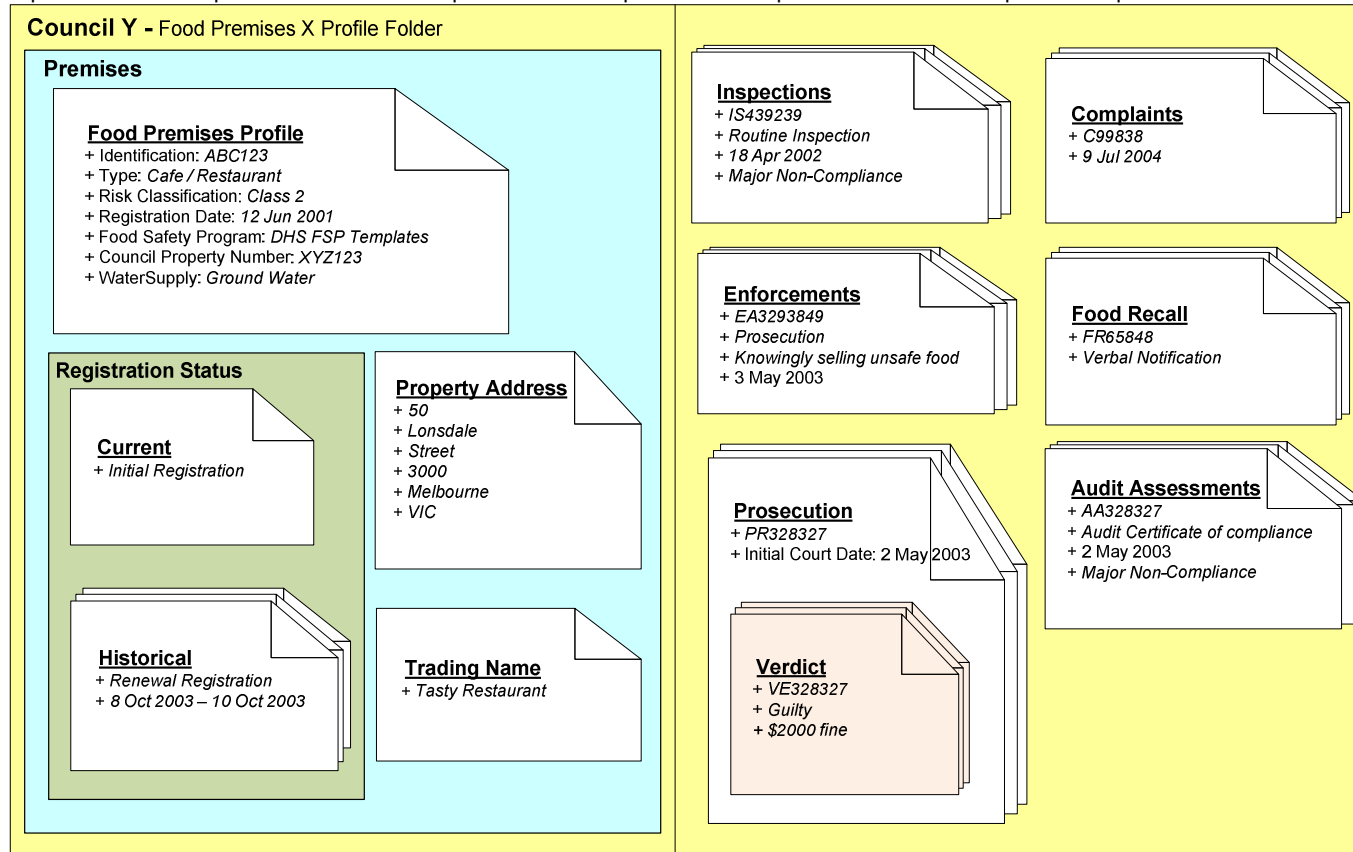 Council Y - Food Premises X Profile Folder
Premises
Food Premises Profile
+ Identification: ABC123
+ Type: Cafe / Restaurant
+ Risk Classification: Class 2
+ Registration Date: 12 Jun 2001
+ Food Safety Program: DHS FSP Templates
+ Council Property Number: XYZ123
+ WaterSupply: Ground Water
Registration Status
Current
+ Initial Registration
Historical
+ Renewal Registration
+ 8 Oct 2003 – 10 Oct 2003
Property Address
+ 50
+ Lonsdale
+ Street
+ 3000
+ Melbourne
+ VIC
Trading Name
+ Tasty Restaurant
Inspections
+ IS439239
+ Routine Inspection
+ 18 Apr 2002
+ Major Non-Compliance
Complaints
+ C99838
+ 9 Jul 2004
Enforcements
+ EA3293849
+ Prosecution
+ Knowingly selling unsafe food
+ 3 May 2003
Food Recall
+ FR65848
+ Verbal Notification
Prosecution
+ PR328327
+ Initial Court Date: 2 May 2003
Verdict
+ VE328327
+ Guilty
+ $2000 fine
Audit Assessments
+ AA328327
+ Audit Certificate of compliance
+ 2 May 2003
+ Major Non-Compliance